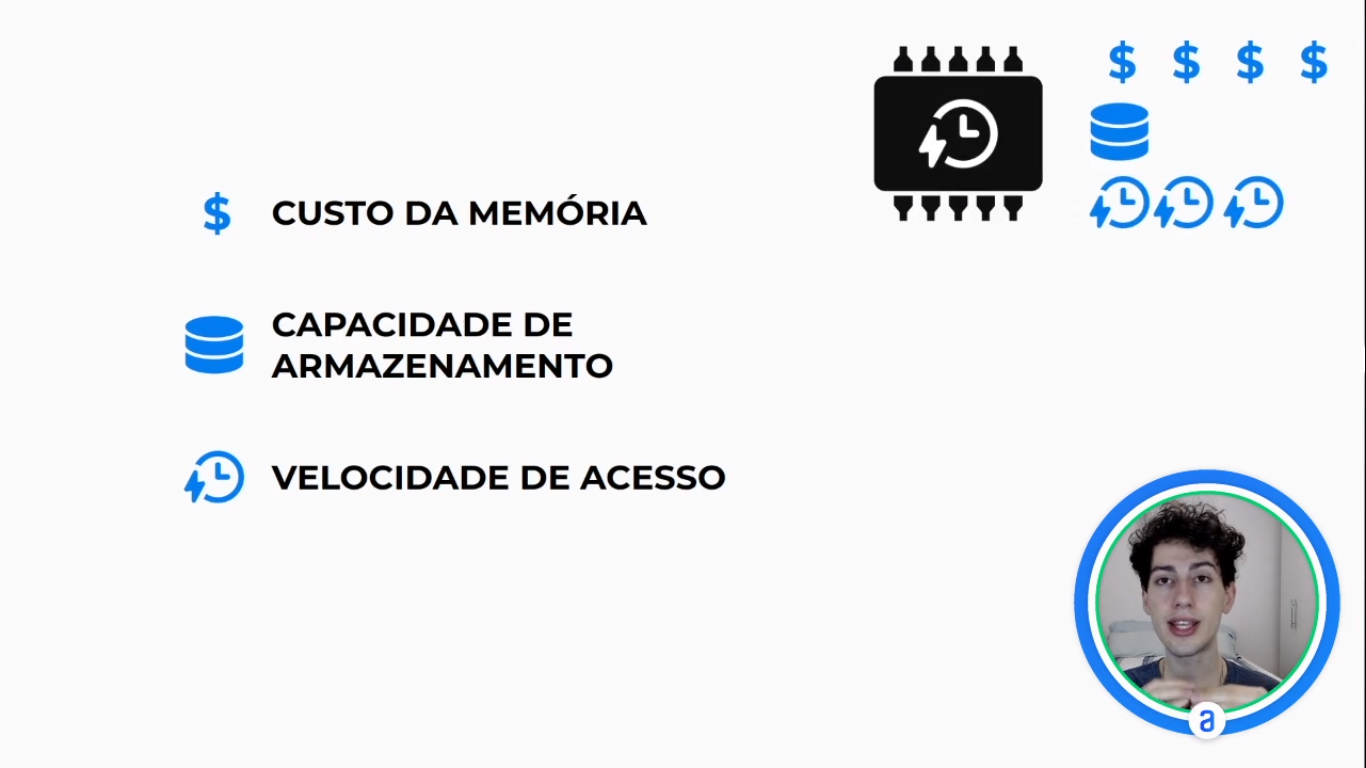 $ $ $ $
$ CUSTO DA MEMÓRIA
CAPACIDADE DE
ARMAZENAMENTO
VELOCIDADE DE ACESSO
a